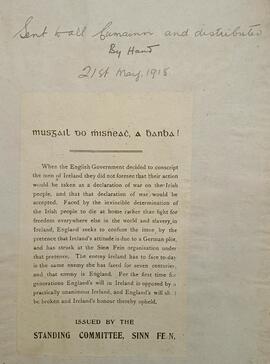 Sent to all Cumainn and distributed
By Hand
21st May, 1918
musgail do misneac, a banba!
When the English Government decided to conscript
the men of Ireland they did not foresee that their action
would be taken as a declaration of war on the Irish
people, and that that declaration of war would be
accepted. Faced by the invincible determination of
the Irish people to die at home rather than fight for
freedom everywhere else in the world and slavery in
Ireland, England seeks to confuse the issue by the
pretence that Ireland's attitude is due to a German plot,
and has struck at the Sinn Fein organisation under
that pretence. The enemy Ireland has to face to-day
is the same enemy she has faced for seven centuries,
and that enemy is England. For the first time for
generations England's will in Ireland is opposed by
practically unanimous Ireland, and England's will shall
be broken and Ireland's honour thereby upheld.
ISSUED BY THE
STANDING COMMITTEE, SINN FEIN.